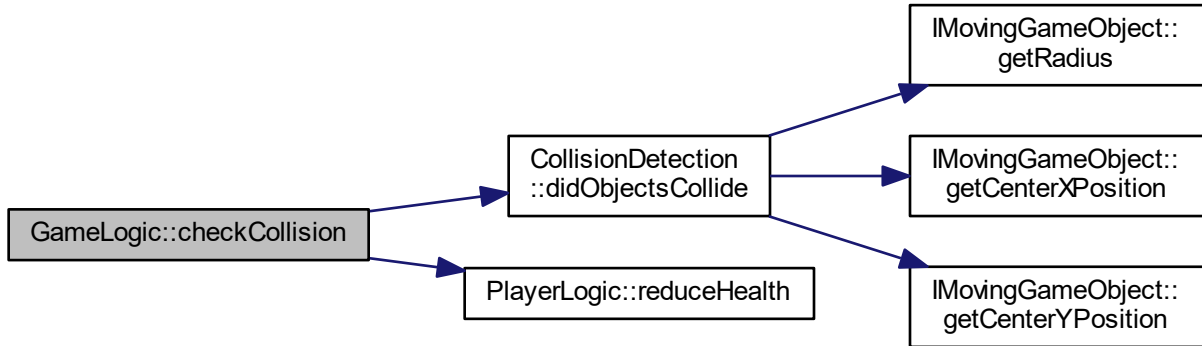 IMovingGameObject::
getRadius
CollisionDetection
::didObjectsCollide
IMovingGameObject::
getCenterXPosition
GameLogic::checkCollision
PlayerLogic::reduceHealth
IMovingGameObject::
getCenterYPosition